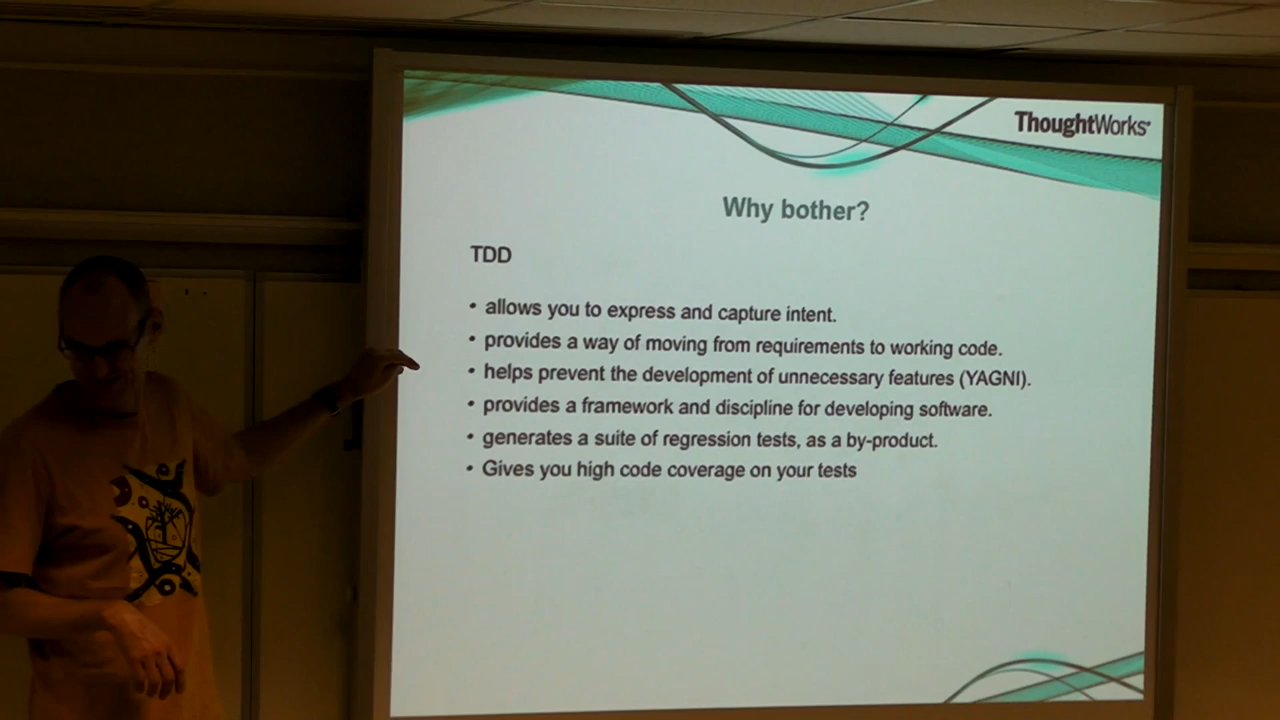 ThoughtWorks
Why bother?
TDD
• allows you to express and capture intent.
• provides a way of moving from requirements to working code.
• helps prevent the development of unnecessary features (YAGNI).
• provides a framework and discipline for developing software.
• generates a suite of regression tests, as a by-product.
• Gives you high code coverage on your tests